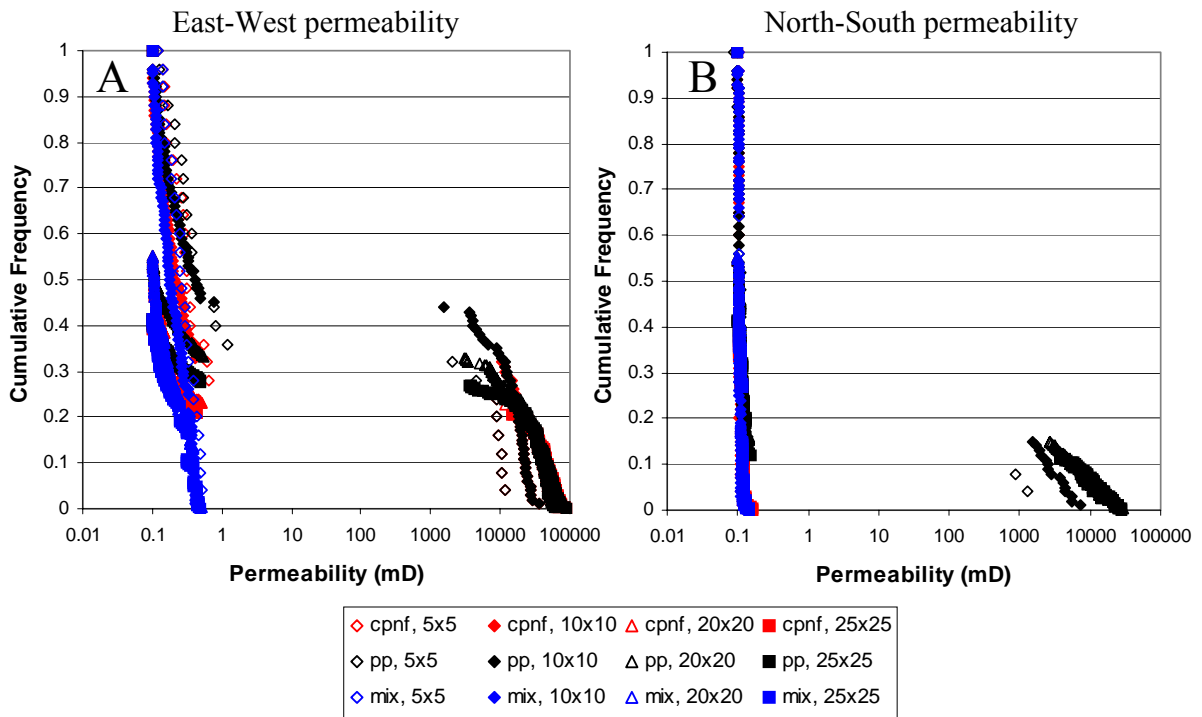 East-West permeability
North-South permeability
A
B
1
0.9
0.8
0.7
0.6
0.5
0.4
0.3
0.2
0.1
0
Cumulative Frequency
0.01 0.1 1 10 100 1000 10000 100000
Permeability (mD)
1
0.9
0.8
0.7
0.6
0.5
0.4
0.3
0.2
0.1
0
Cumulative Frequency
0.01 0.1 1 10 100 1000 10000 100000
Permeability (mD)
cpnf, 5x5 cpnf, 10x10 cpnf, 20x20 cpnf, 25x25
pp, 5x5 pp, 10x10 pp, 20x20 pp, 25x25
mix, 5x5 mix, 10x10 mix, 20x20 mix, 25x25